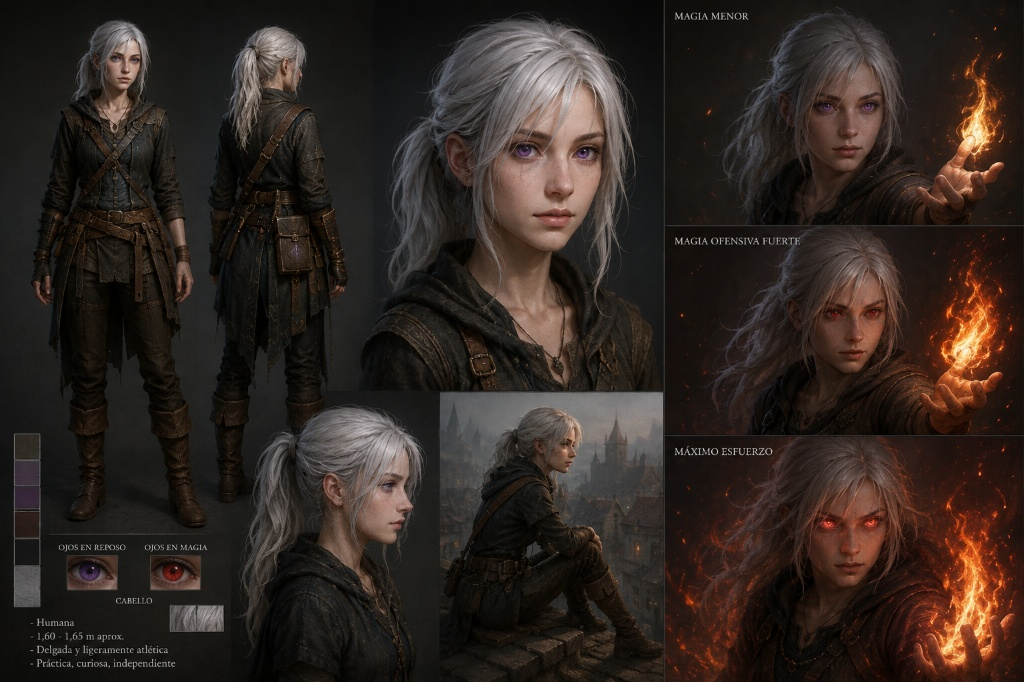 MAGIA MENOR
MAGIA OFENSIVA FUERTE
MÁXIMO ESFUERZO
OJOS EN REPOSO
OJOS EN MAGIA
CABELLO
- Humana
- 1,60 - 1,65 m aprox.
- Delgada y ligeramente atlética
- Práctica, curiosa, independiente